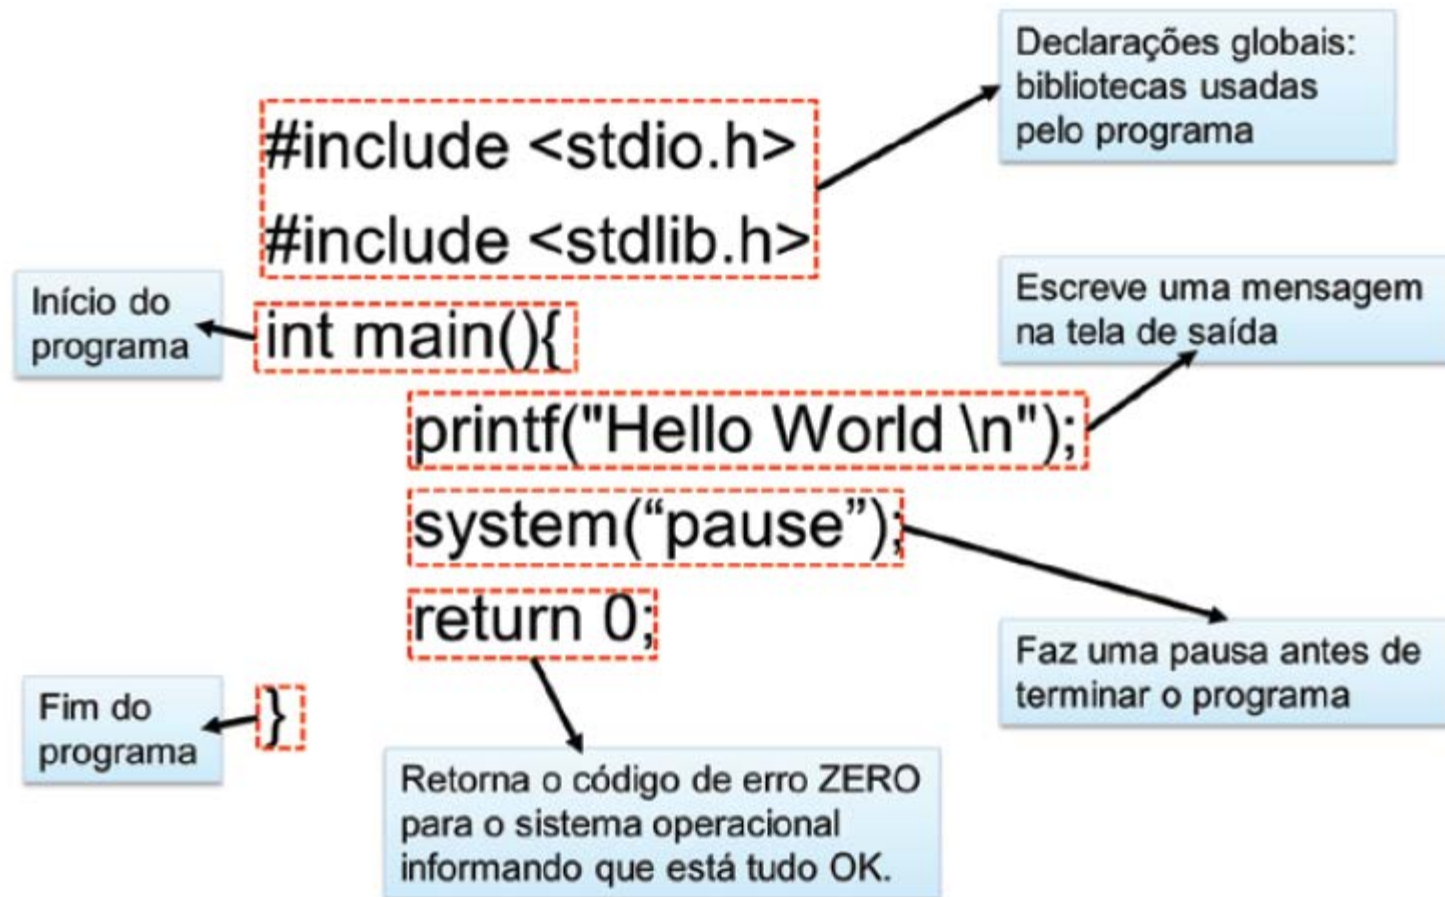 Declarações globais:
bibliotecas usadas
pelo programa
#include <stdio.h>
#include <stdlib.h>
Início do
programa
int main(){
Escreve uma mensagem
na tela de saída
printf("Hello World \n");
system(“pause”);
return 0;
Faz uma pausa antes de
terminar o programa
Fim do
programa
}
Retorna o código de erro ZERO
para o sistema operacional
informando que está tudo OK.